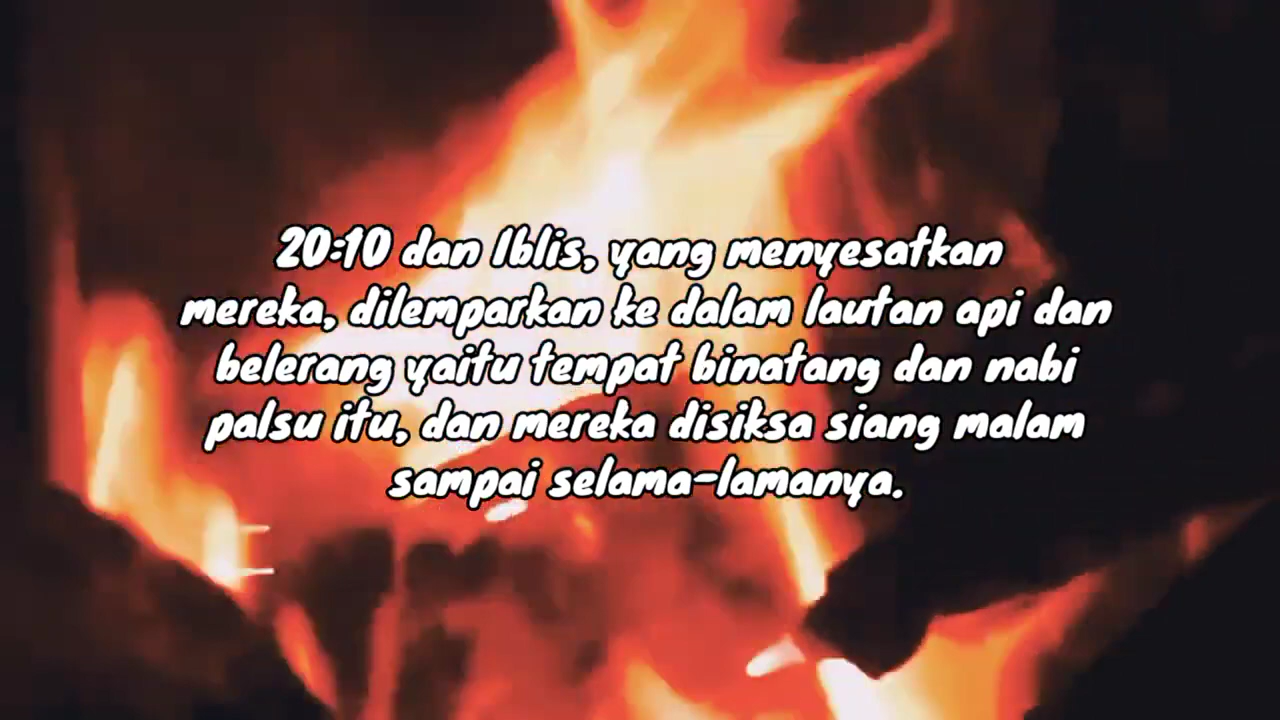 20:10 dan Iblis, yang menyesatkan
mereka, dilemparkan ke dalam lautan api dan
belerang yaitu tempat binatang dan nabi
palsu itu, dan mereka disiksa siang malam
sampai selama-lamanya.